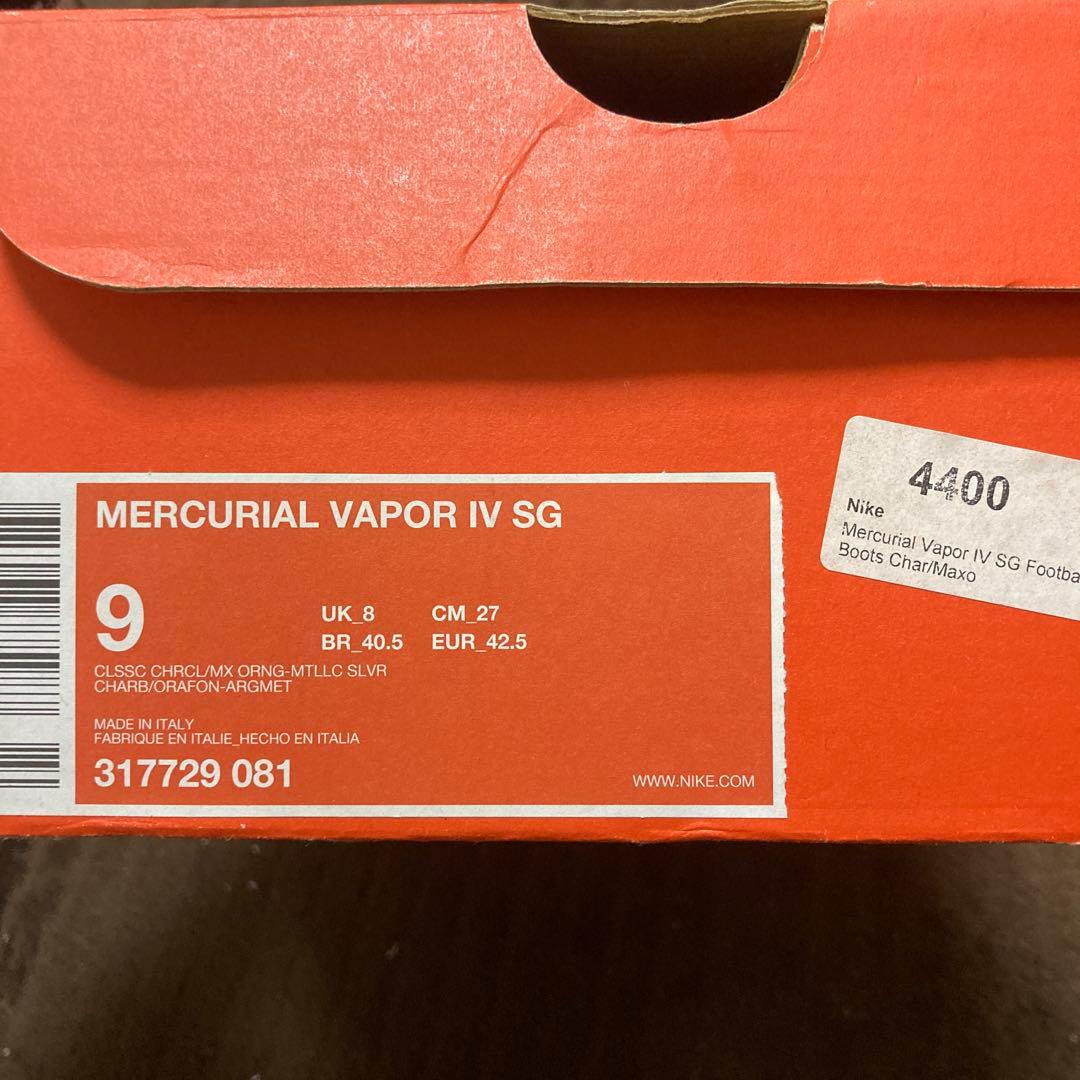 MERCURIAL VAPOR IV SG
9
UK_8 CM_27
BR_40.5 EUR_42.5
CLSSC CHRCL/MX ORNG-MTLLC SLVR
CHARB/ORAFON-ARGMET
MADE IN ITALY
FABRIQUE EN ITALIE_HECHO EN ITALIA
317729 081
WWW.NIKE.COM
4400
Nike
Mercurial Vapor IV SG Footba
Boots Char/Maxo